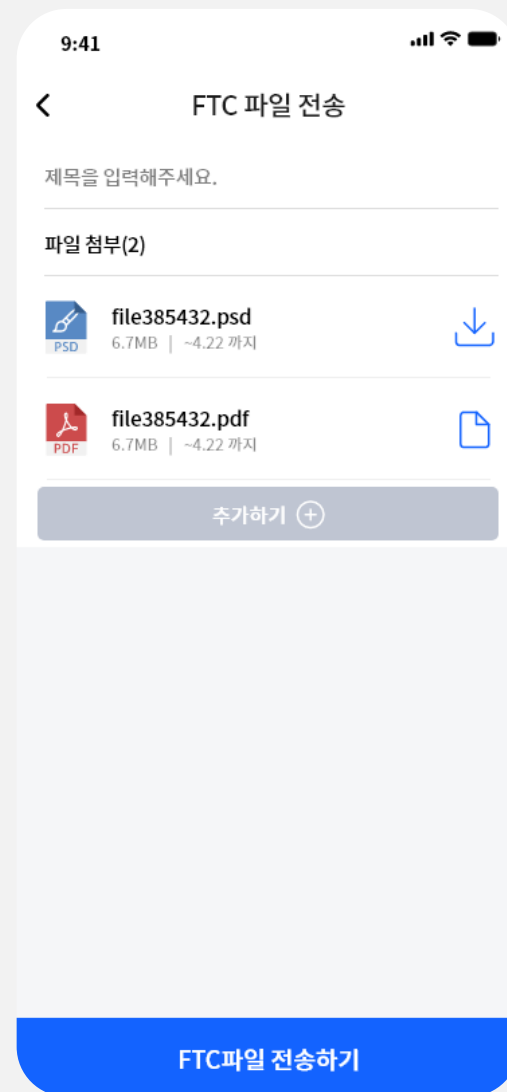 9:41
FTC 파일 전송
제목을 입력해주세요.
파일 첨부(2)
PSD
file385432.psd
6.7MB | ~4.22 까지
PDF
file385432.pdf
6.7MB | ~4.22 까지
추가하기
FTC파일 전송하기